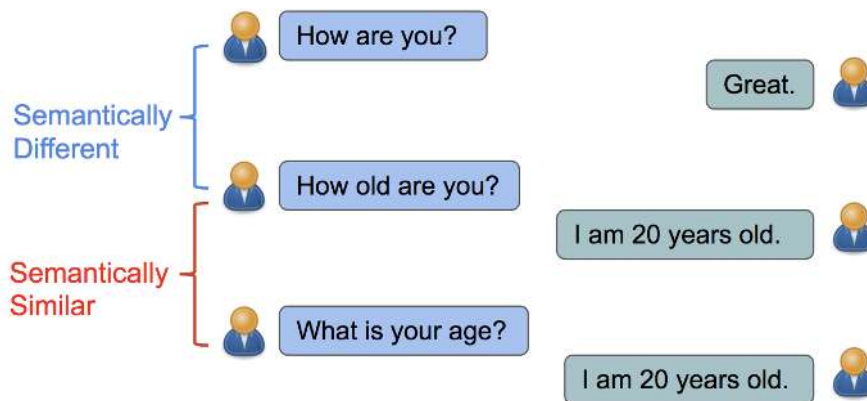 How are you?
Great.
Semantically
Different
How old are you?
I am 20 years old.
Semantically
Similar
What is your age?
I am 20 years old.